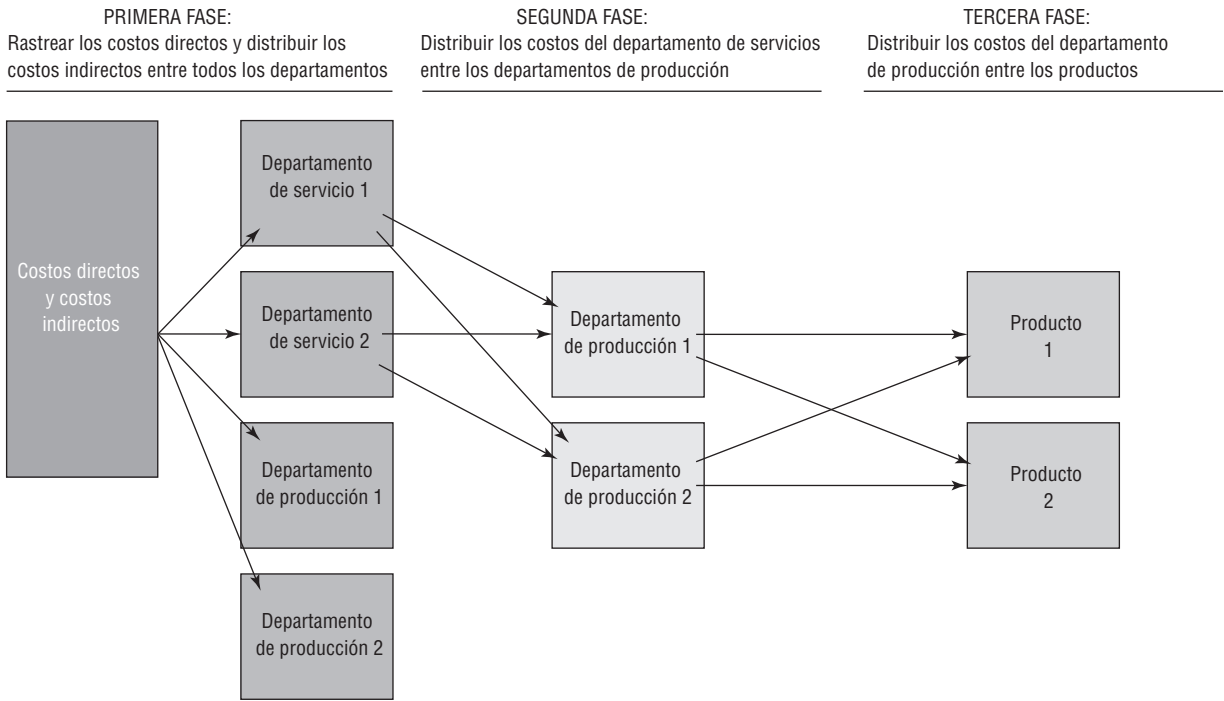 PRIMERA FASE:
Rastrear los costos directos y distribuir los
costos indirectos entre todos los departamentos
SEGUNDA FASE:
Distribuir los costos del departamento de servicios
entre los departamentos de producción
TERCERA FASE:
Distribuir los costos del departamento
de producción entre los productos
Costos directos
y costos
indirectos
Departamento
de servicio 1
Departamento
de servicio 2
Departamento
de producción 1
Departamento
de producción 2
Departamento
de producción 1
Departamento
de producción 2
Producto
1
Producto
2